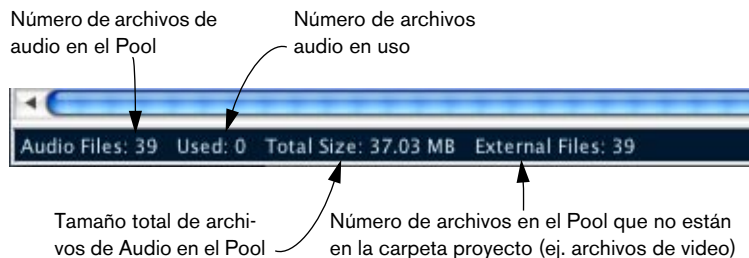 Número de archivos de
audio en el Pool
Número de archivos
audio en uso
Audio Files: 39 Used: 0 Total Size: 37.03 MB External Files: 39
Tamaño total de archi-
vos de Audio en el Pool
Número de archivos en el Pool que no están
en la carpeta proyecto (ej. archivos de video)